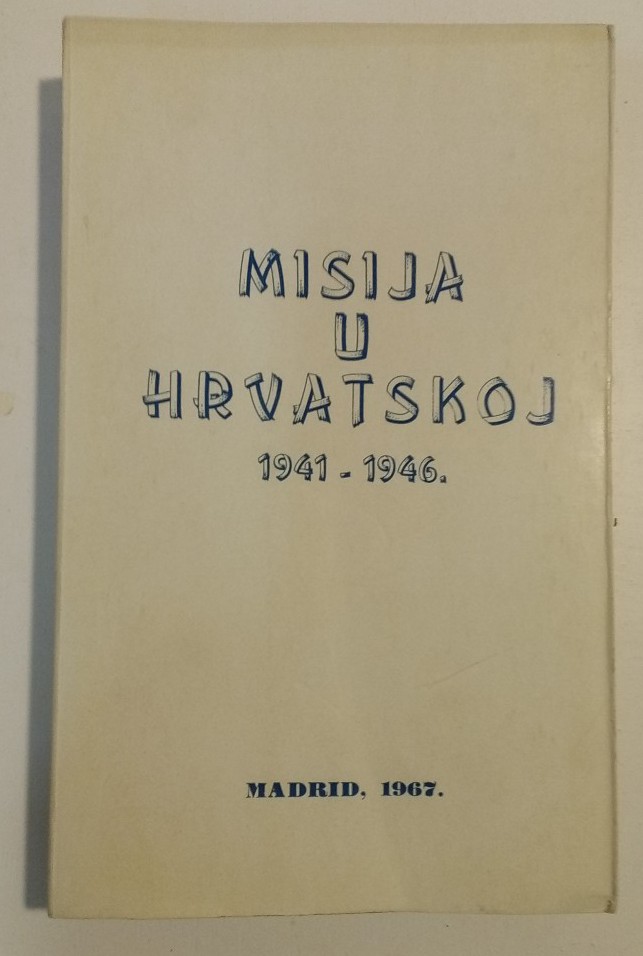 MISIJA
U
HRVATSKOJ
1941 - 1946.
MADRID, 1967.